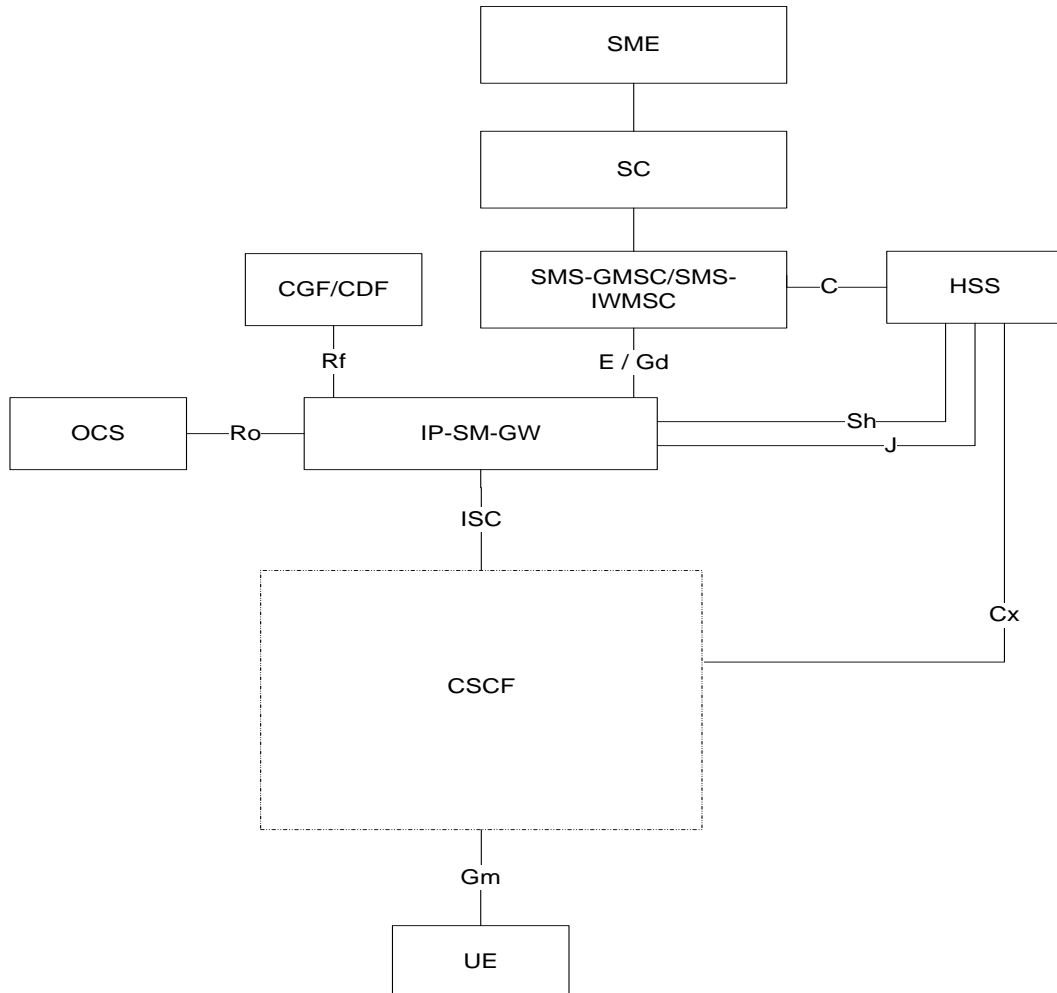 SME
SC
SMS-GMSC/SMS-
IWMSC
C
HSS
CGF/CDF
Rf
E / Gd
OCS
Ro
IP-SM-GW
Sh
J
ISC
Cx
CSCF
Gm
UE